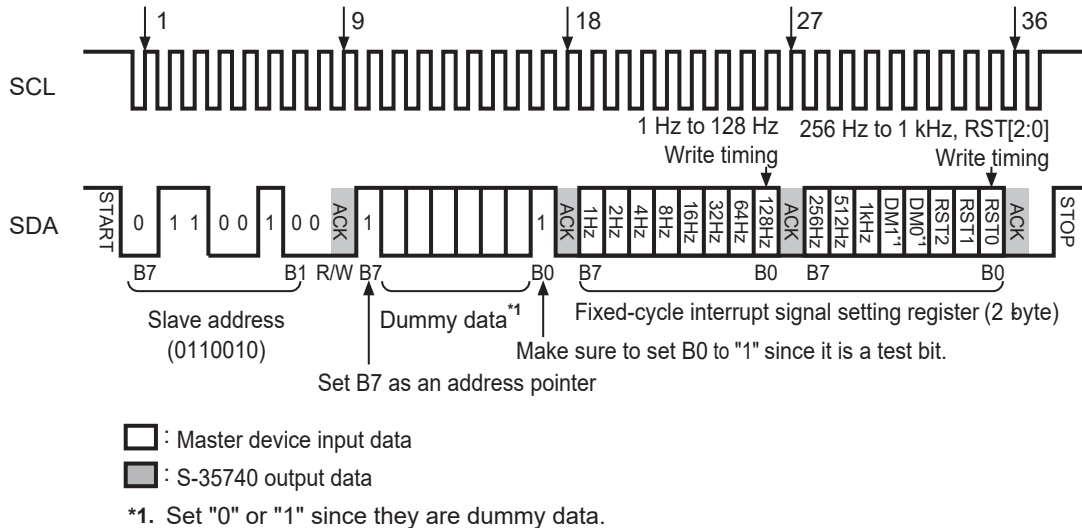 1 9 18 27 36
SCL
1 Hz to 128 Hz 256 Hz to 1 kHz, RST[2:0]
Write timing Write timing
SDA
START 0 1 1 0 0 1 0 0 ACK 1 1 ACK 1Hz 2Hz 4Hz 8Hz 16Hz 32Hz 64Hz 128Hz ACK 256Hz 512Hz 1kHz DM1*1 DM0*1 RST2 RST1 RST0 ACK STOP
B7 B1 R/W B7 B0 B7 B0 B7 B0
Slave address
(0110010)
Dummy data*1
Fixed-cycle interrupt signal setting register (2 byte)
Make sure to set B0 to "1" since it is a test bit.
Set B7 as an address pointer
: Master device input data
: S-35740 output data
*1. Set "0" or "1" since they are dummy data.